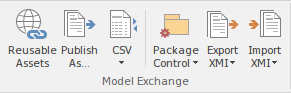 Reusable Assets
Publish As...
CSV
Package Control
Export XMI
Import XMI
Model Exchange